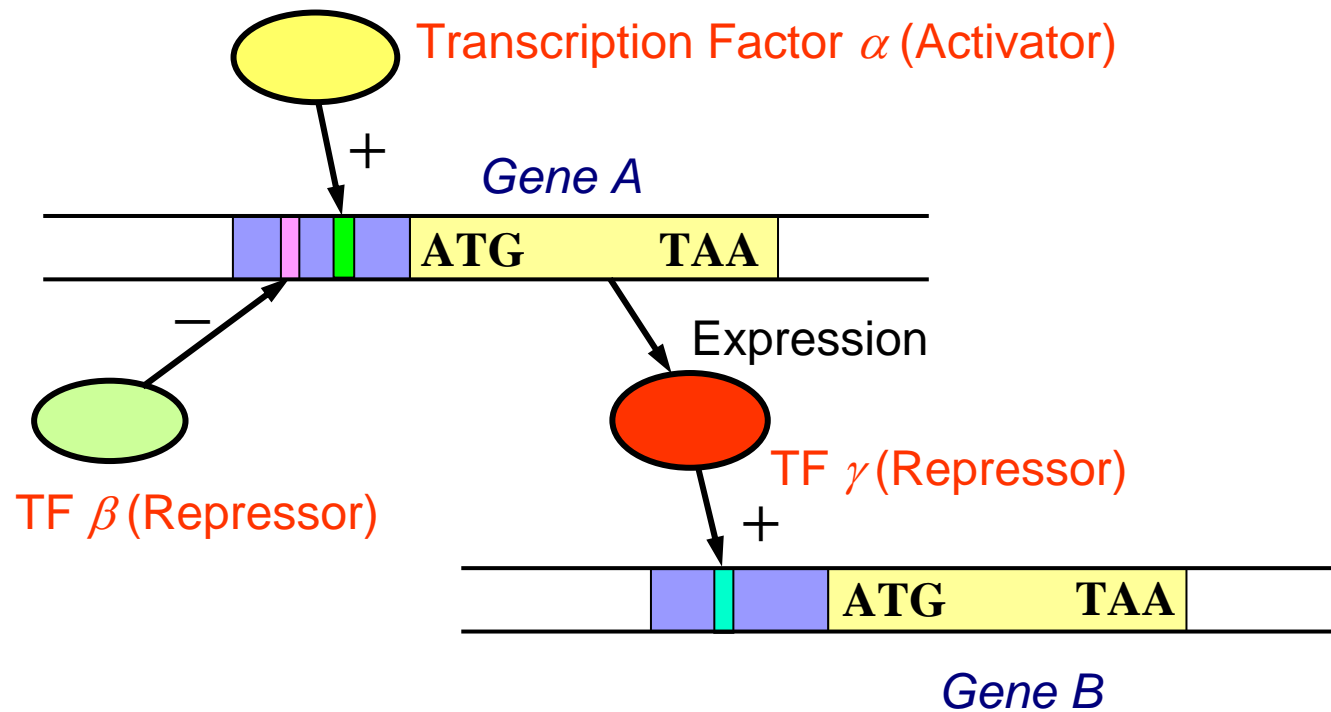 Transcription Factor α (Activator)
+
Gene A
ATG TAA
−
Expression
TF γ (Repressor)
TF β (Repressor)
+
ATG TAA
Gene B